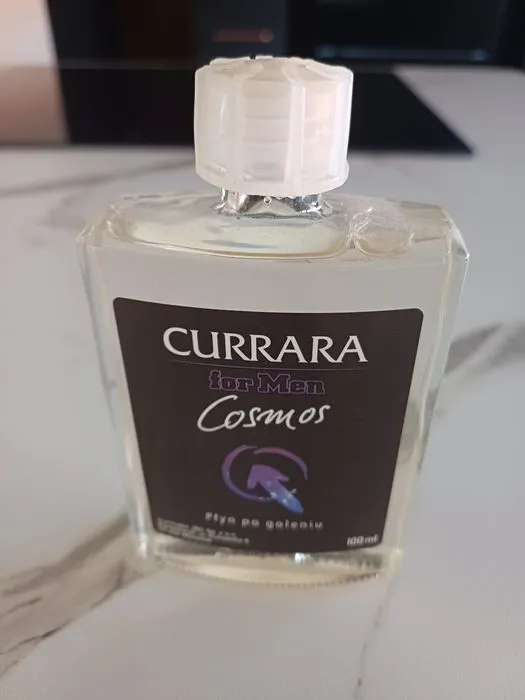 CURRARA
for Men
Cosmos
Płyn po goleniu
100 ml